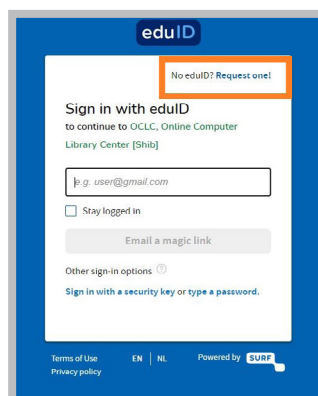 eduID
No eduID? Request one!
Sign in with eduID
to continue to OCLC, Online Computer
Library Center [Shib]
e.g. user@gmail.com
Stay logged in
Email a magic link
Other sign-in options ?
Sign in with a security key or type a password.
Terms of Use EN | NL Powered by SURF
Privacy policy